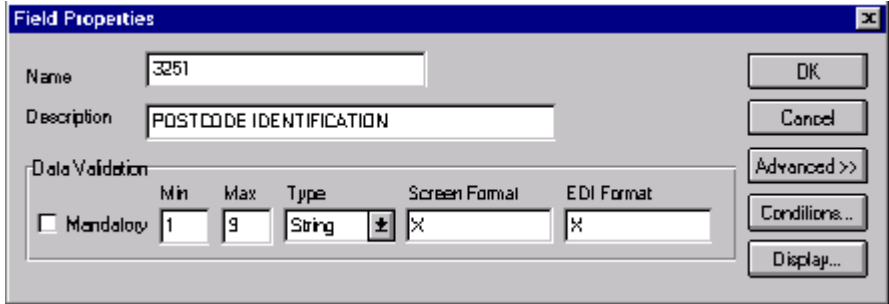 Field Properties
Name 3251 OK
Description POSTCODE IDENTIFICATION Cancel
Data Validation Advanced >>
Min Max Type Screen Format EDI Format
Mandatory 1 9 String X X Conditions...
Display...